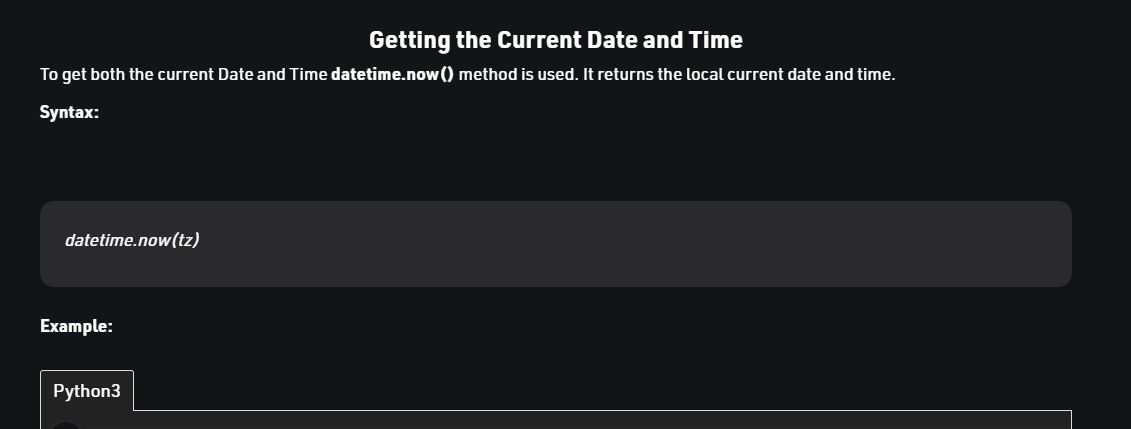 Getting the Current Date and Time
To get both the current Date and Time datetime.now() method is used. It returns the local current date and time.
Syntax:
datetime.now(tz)
Example:
Python3